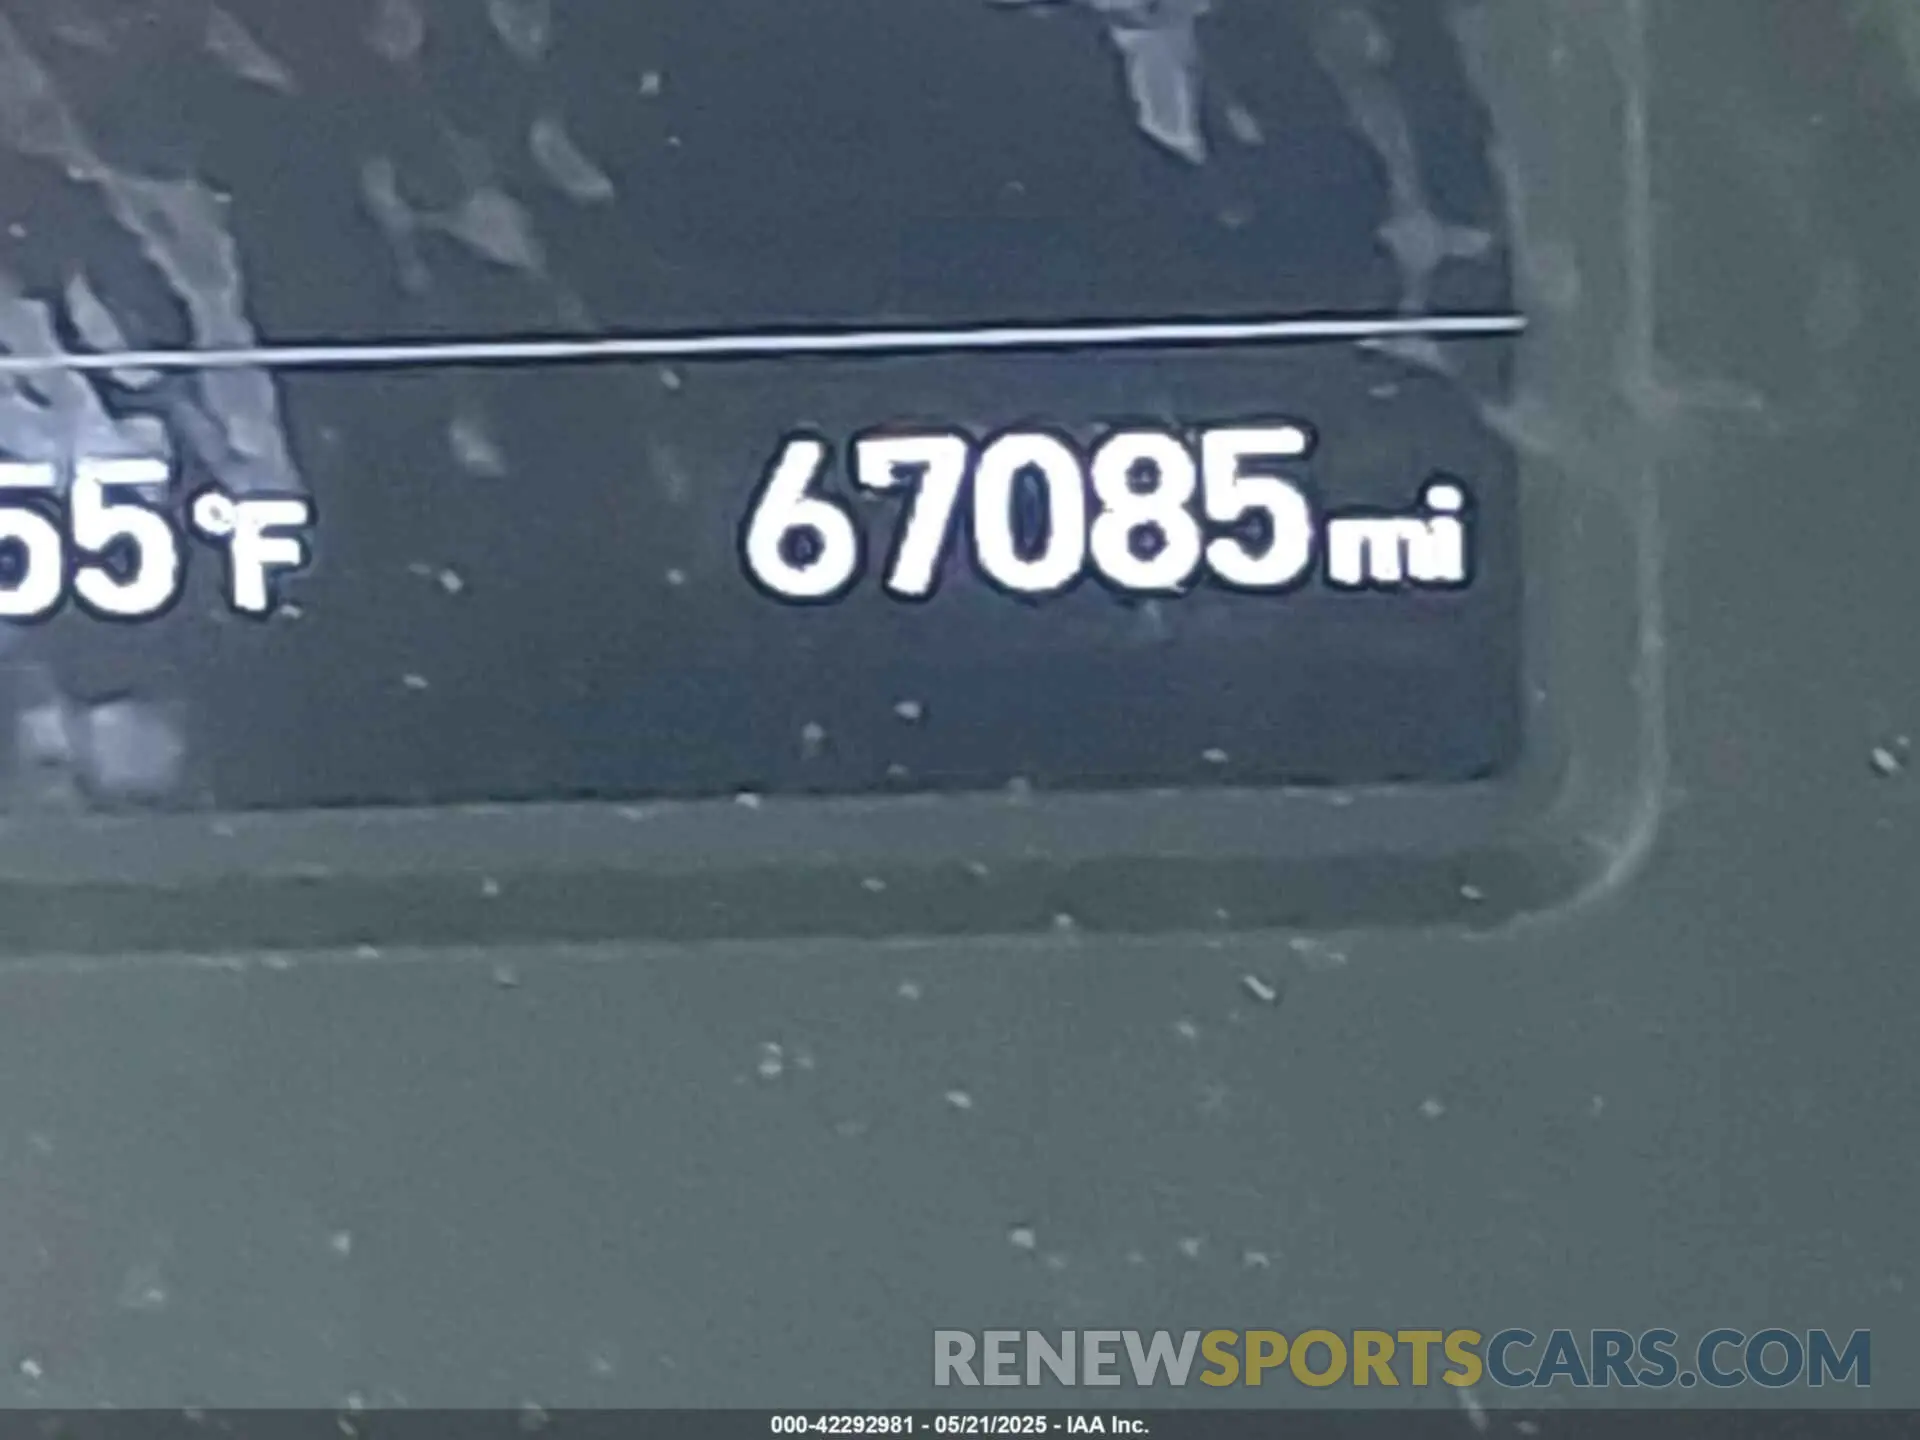 55°F 67085mi
RENEWSPORTSCARS.COM
000-42292981 - 05/21/2025 - IAA Inc.